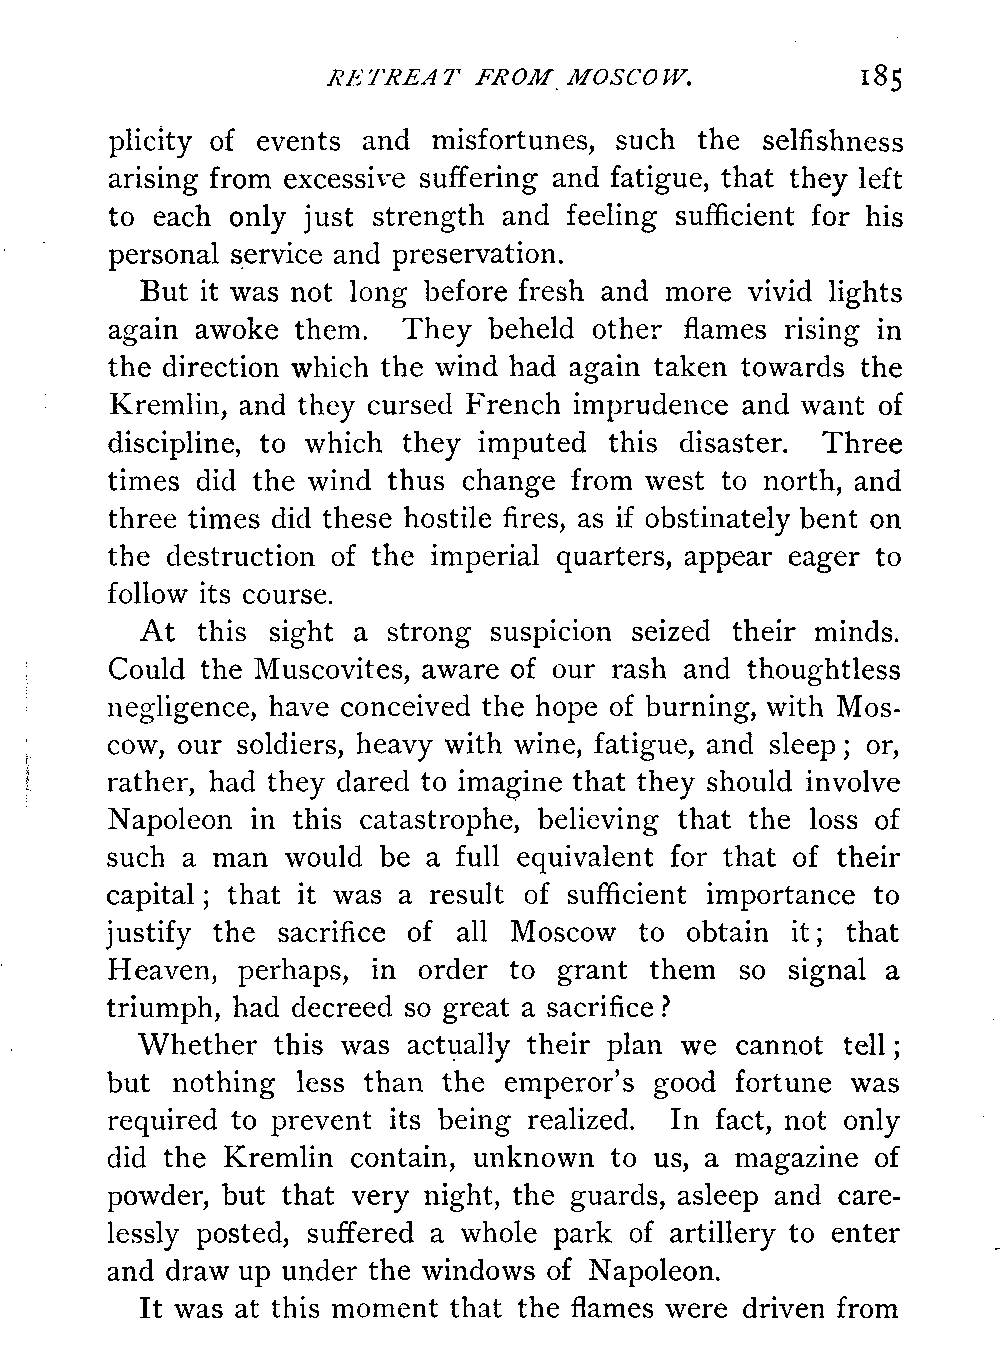 RETREAT FROM MOSCOW. 185
plicity of events and misfortunes, such the selfishness
arising from excessive suffering and fatigue, that they left
to each only just strength and feeling sufficient for his
personal service and preservation.
But it was not long before fresh and more vivid lights
again awoke them. They beheld other flames rising in
the direction which the wind had again taken towards the
Kremlin, and they cursed French imprudence and want of
discipline, to which they imputed this disaster. Three
times did the wind thus change from west to north, and
three times did these hostile fires, as if obstinately bent on
the destruction of the imperial quarters, appear eager to
follow its course.
At this sight a strong suspicion seized their minds.
Could the Muscovites, aware of our rash and thoughtless
negligence, have conceived the hope of burning, with Mos-
cow, our soldiers, heavy with wine, fatigue, and sleep; or,
rather, had they dared to imagine that they should involve
Napoleon in this catastrophe, believing that the loss of
such a man would be a full equivalent for that of their
capital; that it was a result of sufficient importance to
justify the sacrifice of all Moscow to obtain it; that
Heaven, perhaps, in order to grant them so signal a
triumph, had decreed so great a sacrifice?
Whether this was actually their plan we cannot tell;
but nothing less than the emperor's good fortune was
required to prevent its being realized. In fact, not only
did the Kremlin contain, unknown to us, a magazine of
powder, but that very night, the guards, asleep and care-
lessly posted, suffered a whole park of artillery to enter
and draw up under the windows of Napoleon.
It was at this moment that the flames were driven from